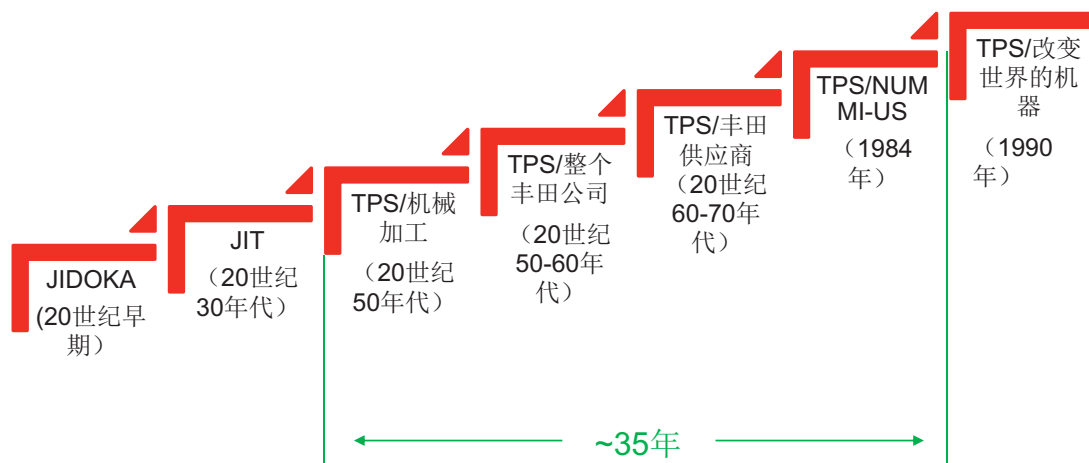 JIDOKA
(20世纪早
期）
JIT
（20世纪
30年代）
TPS/机械
加工
（20世纪
50年代）
TPS/整个
丰田公司
（20世纪
50-60年
代）
TPS/丰田
供应商
（20世纪
60-70年
代）
TPS/NUM
MI-US
（1984
年）
TPS/改变
世界的机
器
（1990
年）
~35年